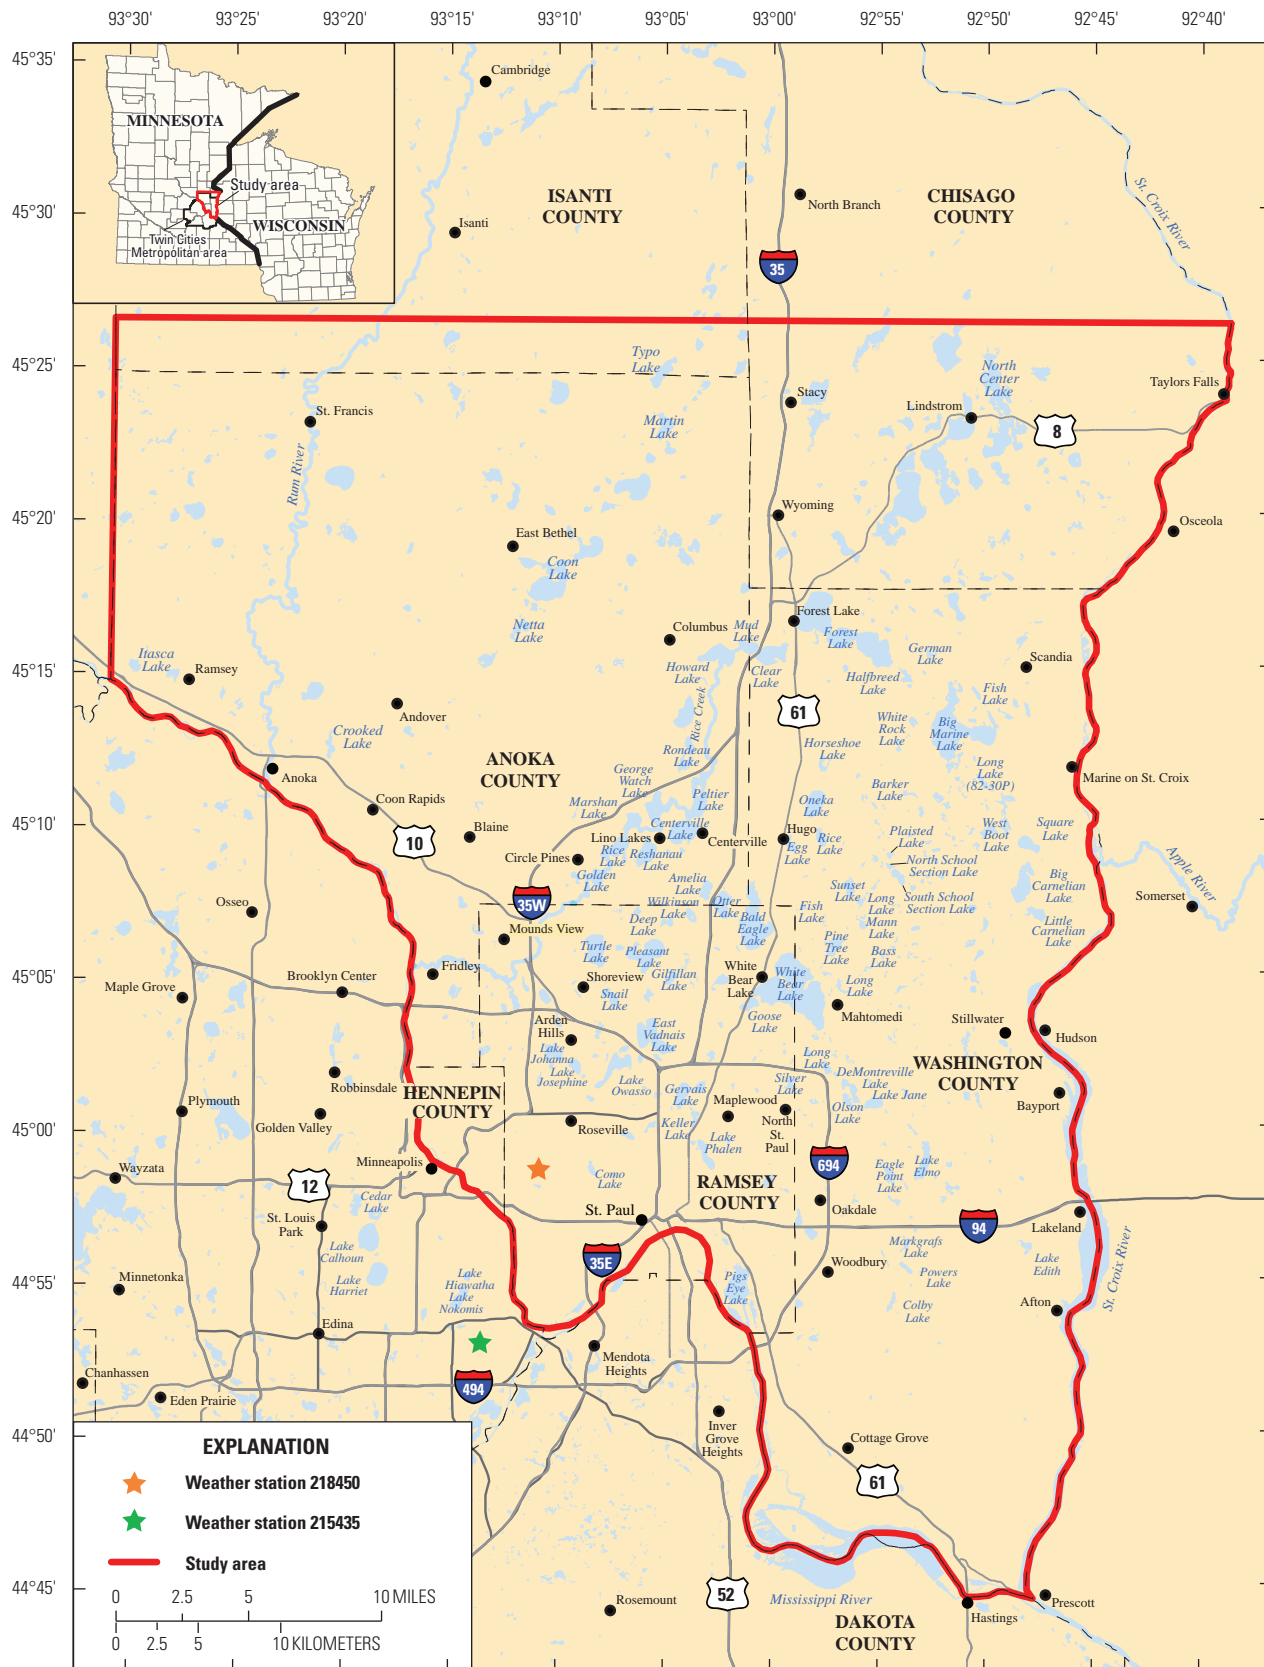 93°30'
93°25'
93°20'
93°15'
93°10'
93°05'
93°00'
92°55'
92°50'
92°45'
92°40'
45°35'
45°30'
45°25'
45°20'
45°15'
45°10'
45°05'
45°00'
44°55'
44°50'
44°45'
MINNESOTA
Study area
WISCONSIN
Twin Cities
Metropolitan area
Cambridge
Isanti
ISANTI
COUNTY
North Branch
CHISAGO
COUNTY
St. Croix River
35
Typo
Lake
North
Center
Lake
Taylors Falls
Stacy
Lindstrom
8
St. Francis
Martin
Lake
Rum River
Wyoming
Osceola
East Bethel
Coon
Lake
Netta
Lake
Columbus
Mud
Lake
Forest Lake
Forest
Lake
German
Lake
Scandia
Itasca
Lake
Ramsey
Howard
Lake
Clear
Lake
Halfbreed
Lake
Fish
Lake
Andover
Rice Creek
61
Crooked
Lake
White
Rock
Lake
Big
Marine
Lake
Horseshoe
Lake
ANOKA
COUNTY
Rondeau
Lake
Anoka
George
Watch
Lake
Long
Lake
(82-30P)
Marine on St. Croix
Barker
Lake
Coon Rapids
Marshan
Lake
Peltier
Lake
Oneka
Lake
10
Blaine
Lino Lakes
Centerville
Lake
Centerville
Hugo
Egg
Lake
Rice
Lake
Plaisted
Lake
West
Boot
Lake
Square
Lake
Circle Pines
Rice
Lake
Reshanau
Lake
North School
Section Lake
Apple River
Golden
Lake
Amelia
Lake
Sunset
Lake
Long
Lake
South School
Section Lake
Big
Carnelian
Lake
Somerset
Osseo
35W
Wilkinson
Lake
Otter
Lake
Fish
Lake
Mann
Lake
Little
Carnelian
Lake
Mounds View
Deep
Lake
Bald
Eagle
Lake
Turtle
Lake
Pleasant
Lake
Pine
Tree
Lake
Bass
Lake
Brooklyn Center
Fridley
Shoreview
Gilfillan
Lake
White
Bear
Lake
White
Bear
Lake
Long
Lake
Maple Grove
Snail
Lake
Mahtomedi
Goose
Lake
Stillwater
Hudson
Arden
Hills
East
Vadnais
Lake
Lake
Johanna
Lake
Josephine
Long
Lake
WASHINGTON
COUNTY
Robbinsdale
HENNEPIN
COUNTY
Lake
Owasso
Gervais
Lake
Silver
Lake
DeMontreville
Lake
Lake Jane
Plymouth
Golden Valley
Maplewood
Olson
Lake
Bayport
Roseville
Keller
Lake
Lake
Phalen
North
St.
Paul
Minneapolis
Wayzata
12
Como
Lake
RAMSEY
COUNTY
694
Eagle
Point
Lake
Lake
Elmo
Cedar
Lake
St. Louis
Park
St. Paul
Oakdale
94
Lakeland
Lake
Calhoun
35E
Markgrafs
Lake
Lake
Edith
St. Croix River
Woodbury
Minnetonka
Lake
Harriet
Lake
Hiawatha
Lake
Nokomis
Pigs
Eye
Lake
Powers
Lake
Colby
Lake
Afton
Edina
Mendota
Heights
Chanhassen
Eden Prairie
494
Inver
Grove
Heights
Cottage Grove
61
EXPLANATION
Weather station 218450
Weather station 215435
Study area
0 2.5 5 10 MILES
0 2.5 5 10 KILOMETERS
Rosemount
52
Mississippi River
DAKOTA
COUNTY
Hastings
Prescott